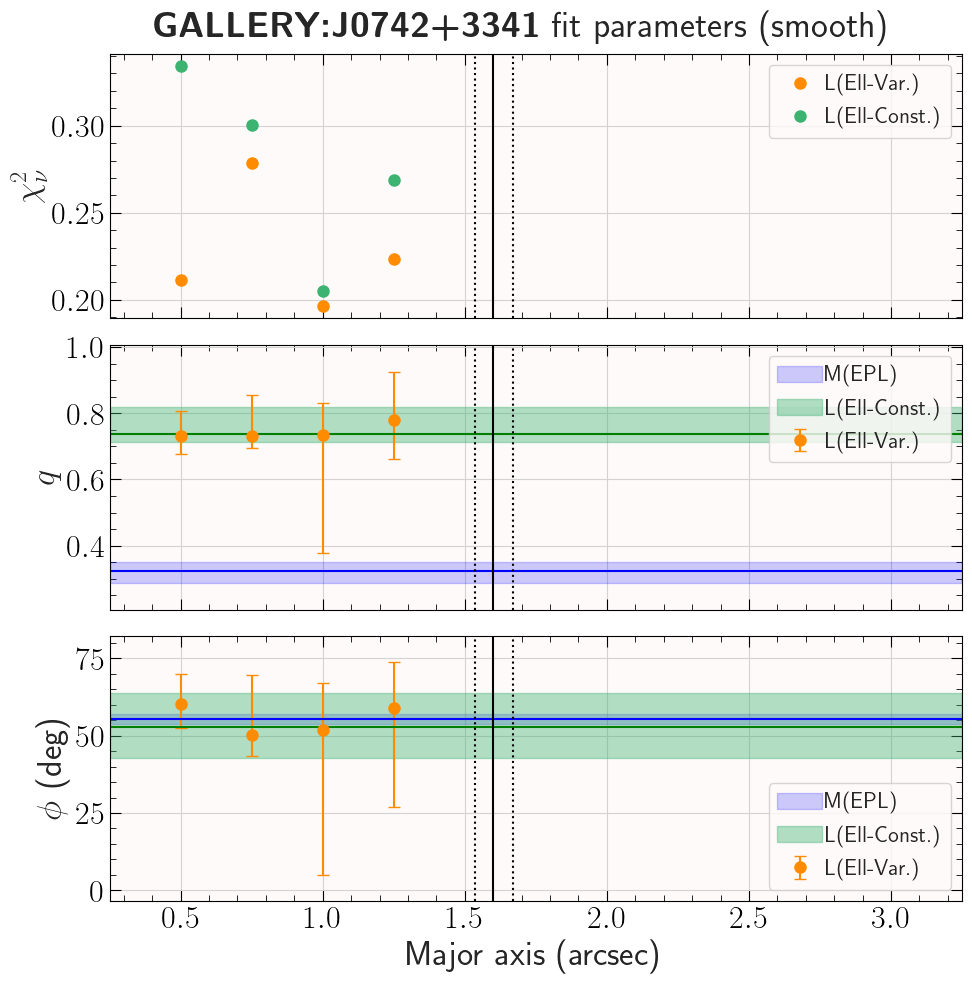 GALLERY:J0742+3341 fit parameters (smooth)
L(Ell-Var.)
L(Ell-Const.)
0.30
0.25
0.20
χ²ν
M(EPL)
L(Ell-Const.)
L(Ell-Var.)
1.0
0.8
0.6
0.4
q
M(EPL)
L(Ell-Const.)
L(Ell-Var.)
75
50
25
0
ϕ (deg)
0.5 1.0 1.5 2.0 2.5 3.0
Major axis (arcsec)